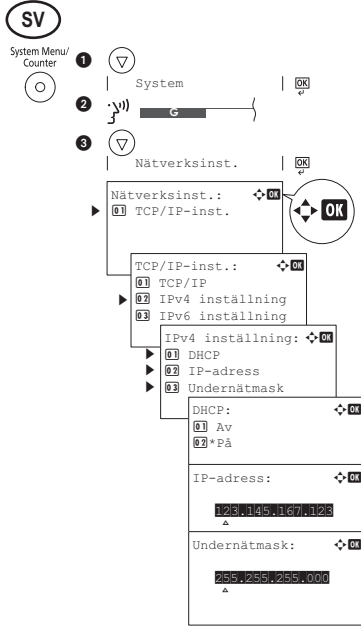 SV
System Menu/
Counter
1
System
OK
2
G
3
Nätverksinst.
OK
Nätverksinst.: OK
01 TCP/IP-inst.
OK
TCP/IP-inst.: OK
01 TCP/IP
02 IPv4 inställning
03 IPv6 inställning
IPv4 inställning: OK
01 DHCP
02 IP-adress
03 Undernätmask
DHCP: OK
01 Av
02*På
IP-adress: OK
123.145.167.123
Undernätmask: OK
255.255.255.000